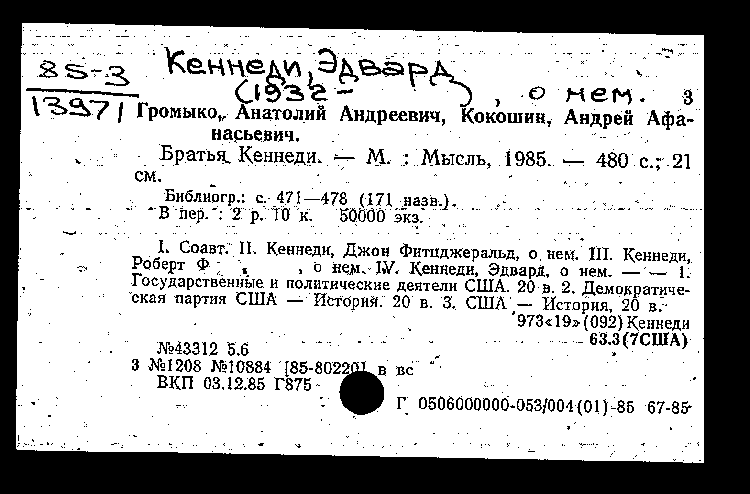 Кеннеди, Эдвард
85-3
(1932- ), о нем. 3
13971
Громыко, Анатолий Андреевич, Кокошин, Андрей Афа-
насьевич.
Братья Кеннеди. — М. : Мысль, 1985. — 480 с.; 21
см.
Библиогр.: с. 471—478 (171 назв.).
В пер. : 2 р. 10 к. 50000 экз.
I. Соавт. II. Кеннеди, Джон Фитцджеральд, о нем. III. Кеннеди,
Роберт Ф , о нем. IV. Кеннеди, Эдвард, о нем. — — 1.
Государственные и политические деятели США. 20 в. 2. Демократиче-
ская партия США — История. 20 в. 3. США — История, 20 в.
973«19»(092) Кеннеди
63.3(7США)
№43312 5.6
3 №1208 №10884 [85-80220] в вс
ВКП 03.12.85 Г875
Г 0506000000-053/004(01)-85 67-85